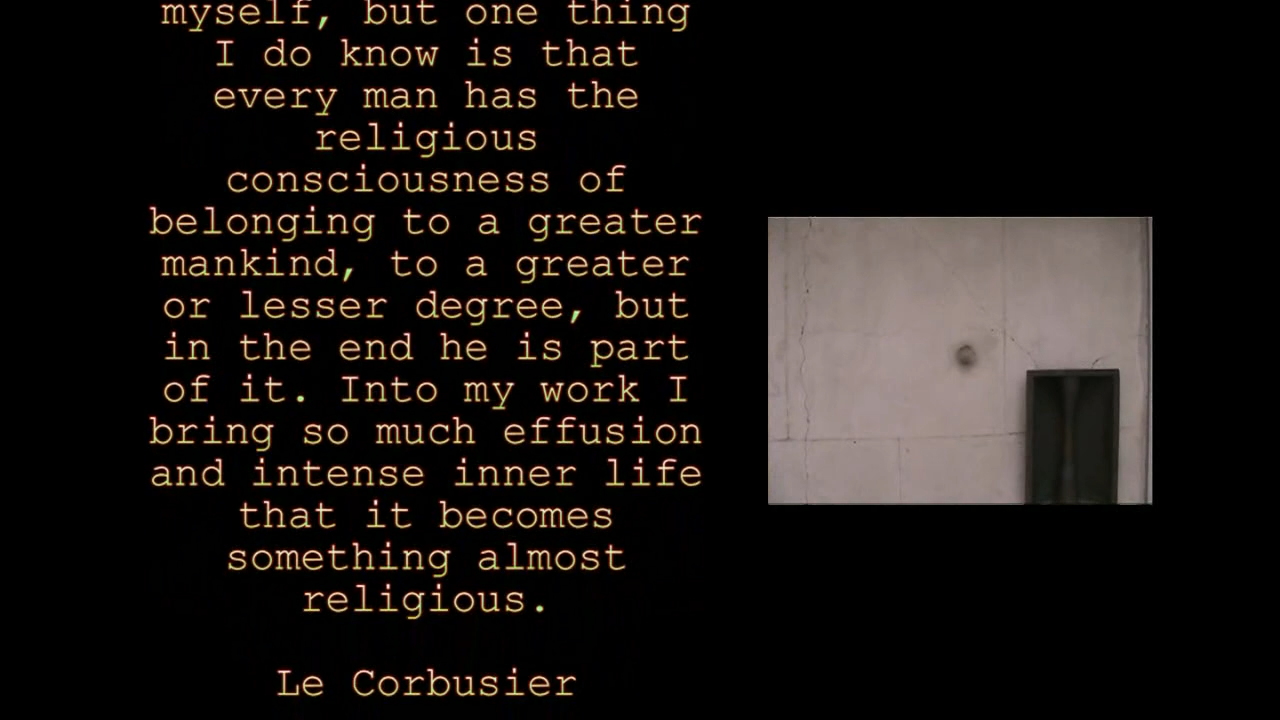 myself, but one thing
I do know is that
every man has the
religious
consciousness of
belonging to a greater
mankind, to a greater
or lesser degree, but
in the end he is part
of it. Into my work I
bring so much effusion
and intense inner life
that it becomes
something almost
religious.
Le Corbusier